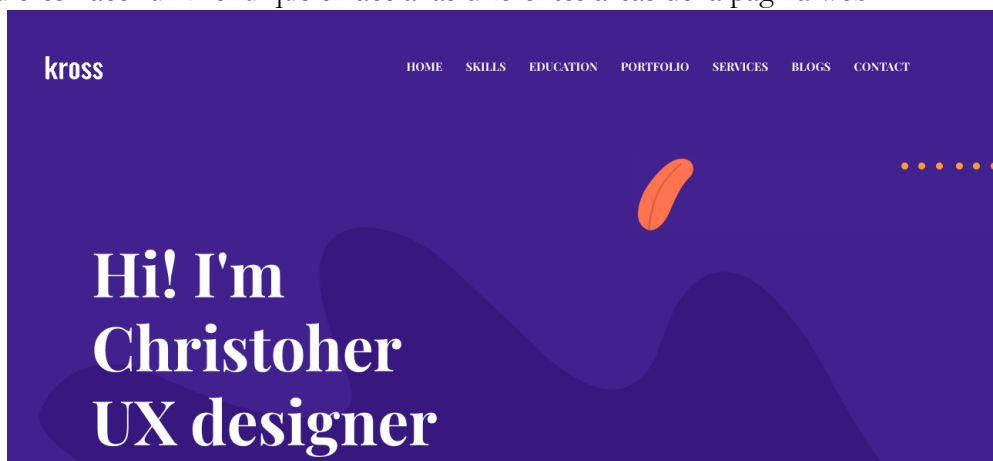 kross
HOME SKILLS EDUCATION PORTFOLIO SERVICES BLOGS CONTACT
Hi! I'm
Christoher
UX designer